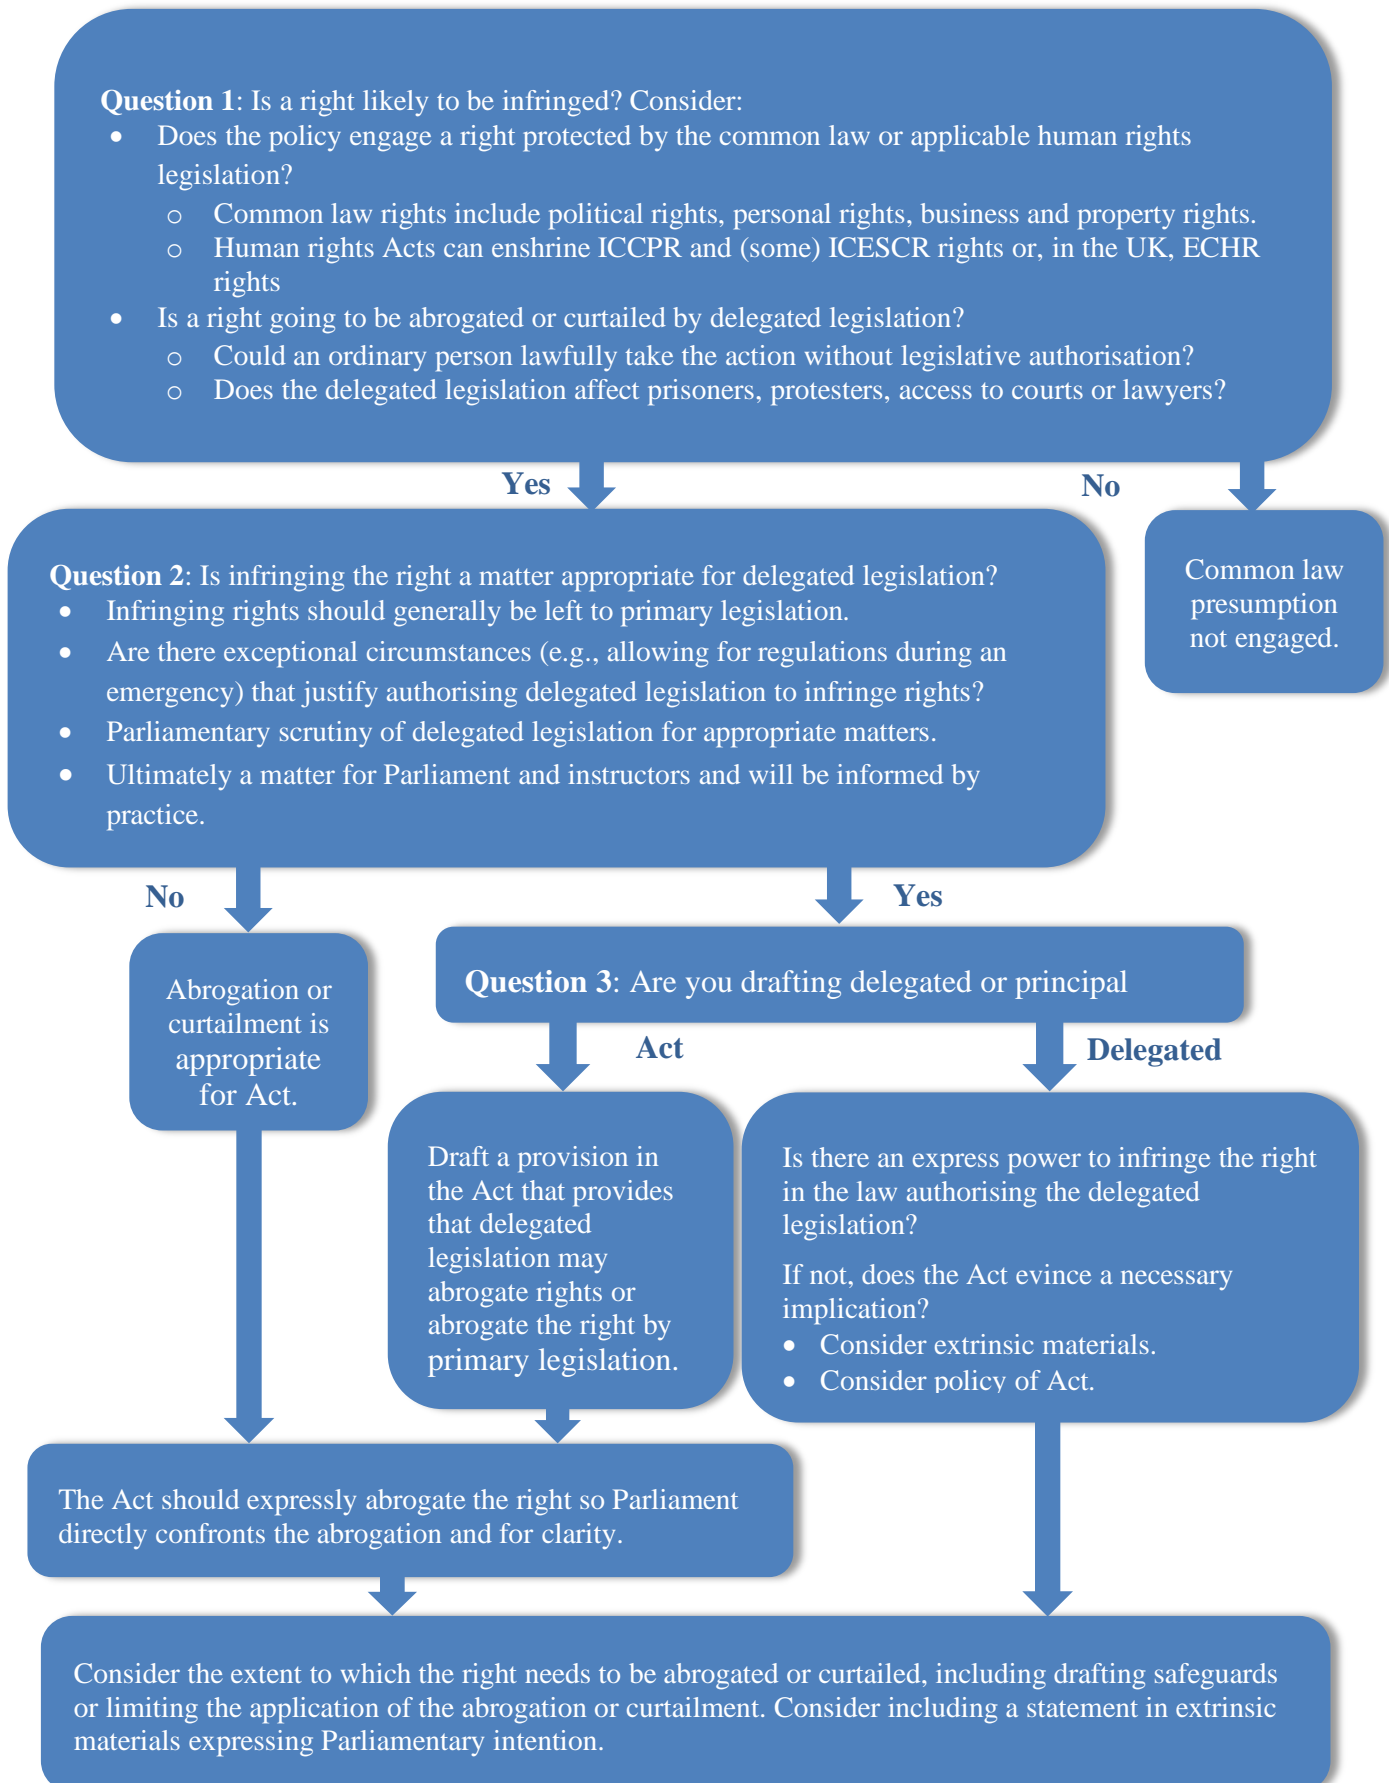 Question 1: Is a right likely to be infringed? Consider:
• Does the policy engage a right protected by the common law or applicable human rights
legislation?
o Common law rights include political rights, personal rights, business and property rights.
o Human rights Acts can enshrine ICCPR and (some) ICESCR rights or, in the UK, ECHR
rights
• Is a right going to be abrogated or curtailed by delegated legislation?
o Could an ordinary person lawfully take the action without legislative authorisation?
o Does the delegated legislation affect prisoners, protesters, access to courts or lawyers?
Yes
No
Question 2: Is infringing the right a matter appropriate for delegated legislation?
• Infringing rights should generally be left to primary legislation.
• Are there exceptional circumstances (e.g., allowing for regulations during an
emergency) that justify authorising delegated legislation to infringe rights?
• Parliamentary scrutiny of delegated legislation for appropriate matters.
• Ultimately a matter for Parliament and instructors and will be informed by
practice.
Common law
presumption
not engaged.
No
Yes
Abrogation or
curtailment is
appropriate
for Act.
Question 3: Are you drafting delegated or principal
Act
Delegated
Draft a provision in
the Act that provides
that delegated
legislation may
abrogate rights or
abrogate the right by
primary legislation.
Is there an express power to infringe the right
in the law authorising the delegated
legislation?
If not, does the Act evince a necessary
implication?
• Consider extrinsic materials.
• Consider policy of Act.
The Act should expressly abrogate the right so Parliament
directly confronts the abrogation and for clarity.
Consider the extent to which the right needs to be abrogated or curtailed, including drafting safeguards
or limiting the application of the abrogation or curtailment. Consider including a statement in extrinsic
materials expressing Parliamentary intention.